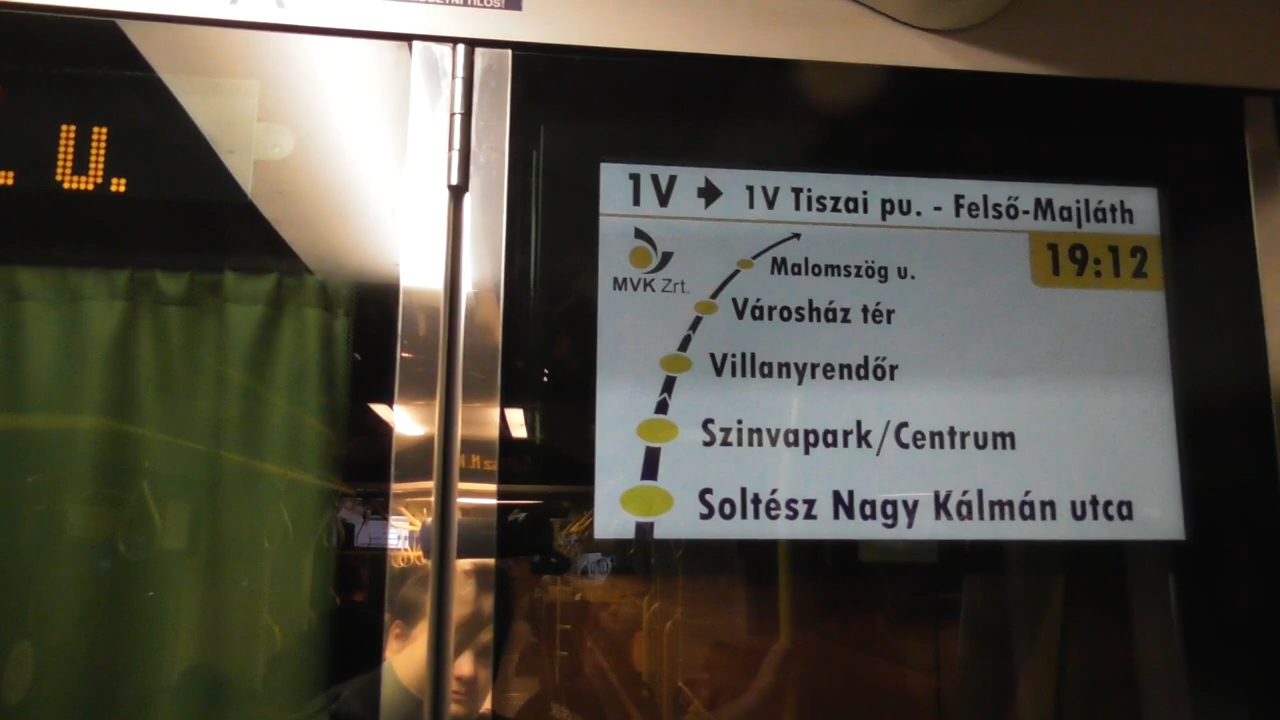 TILOS!
U.
1V → 1V Tiszai pu. - Felső-Majláth
19:12
MVK Zrt.
Malomszög u.
Városház tér
Villanyrendőr
Szinvapark/Centrum
Soltész Nagy Kálmán utca